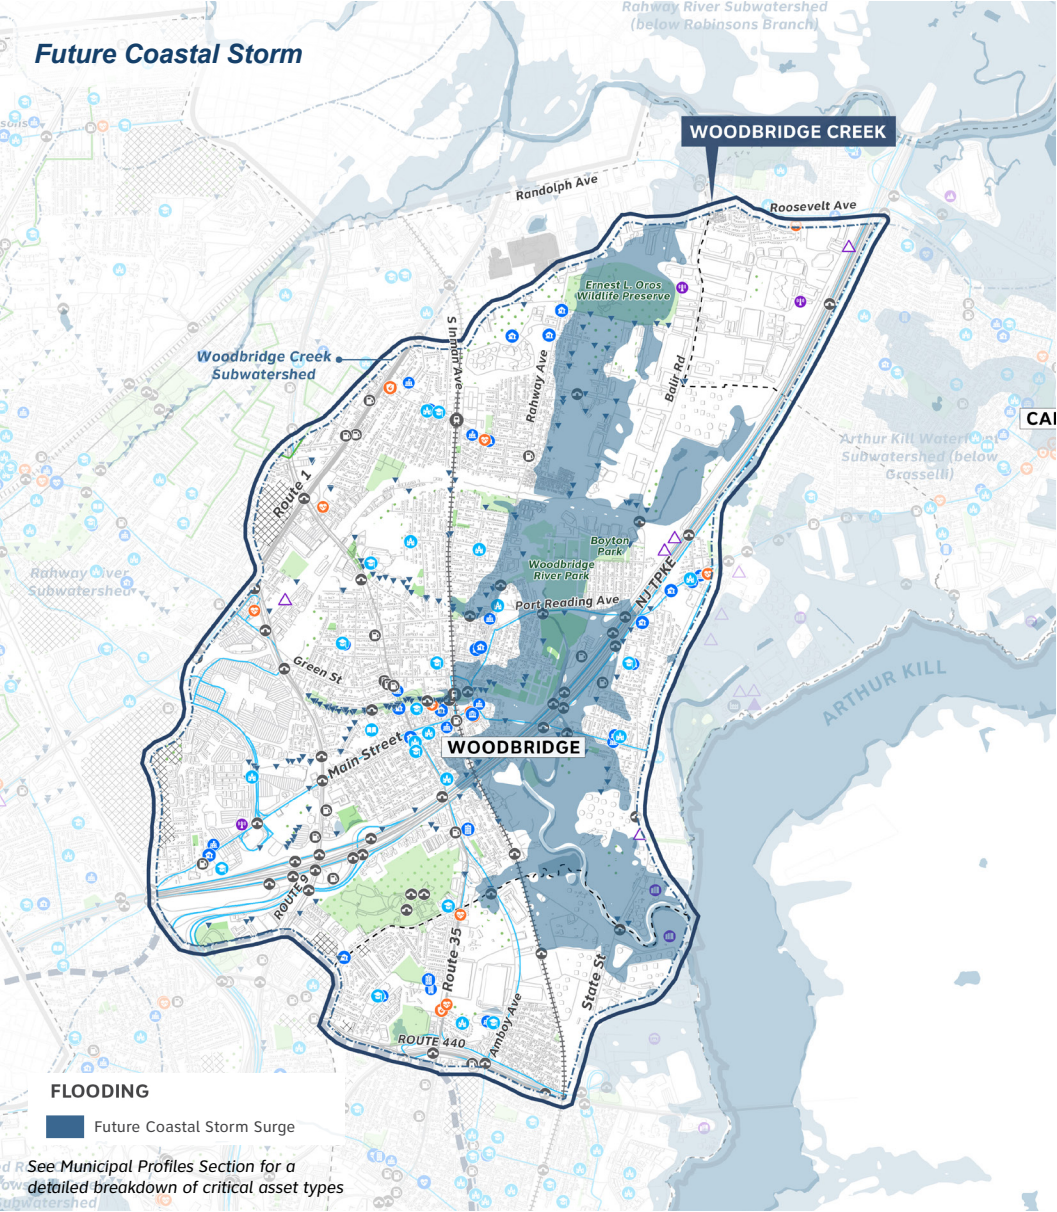 Rahway River Subwatershed
(below Robinsons Branch)
Future Coastal Storm
WOODBRIDGE CREEK
Randolph Ave
Roosevelt Ave
Ernest L. Oros
Wildlife Preserve
S Inman Ave
Woodbridge Creek
Subwatershed
Rahway Ave
Balir Rd
CAI
Arthur Kill Waterfront
Subwatershed (below
Grasselli)
Route 1
Boyton
Park
Woodbridge
River Park
Rahway River
Subwatershed
NJ TPKE
Port Reading Ave
Green St
ARTHUR KILL
Main Street
WOODBRIDGE
ROUTE 9
Route 35
State St
Amboy Ave
ROUTE 440
FLOODING
Future Coastal Storm Surge
See Municipal Profiles Section for a
detailed breakdown of critical asset types
Subwatershed